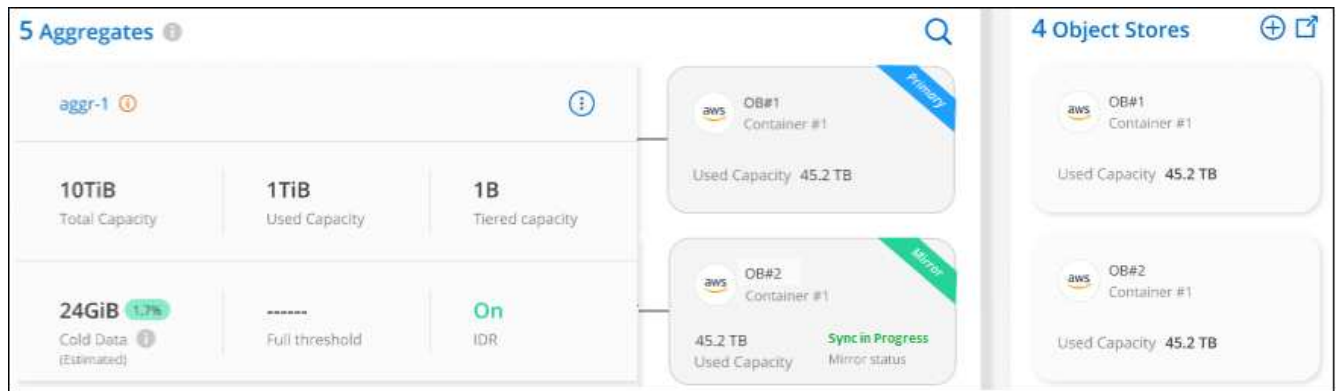 5 Aggregates
aggr-1
10TiB
Total Capacity
1TiB
Used Capacity
1B
Tiered capacity
24GiB 1.7%
Cold Data
(Estimated)
------
Full threshold
On
IDR
Primary
aws
OB#1
Container #1
Used Capacity 45.2 TB
Mirror
aws
OB#2
Container #1
45.2 TB
Used Capacity
Sync in Progress
Mirror status
4 Object Stores
aws
OB#1
Container #1
Used Capacity 45.2 TB
aws
OB#2
Container #1
Used Capacity 45.2 TB